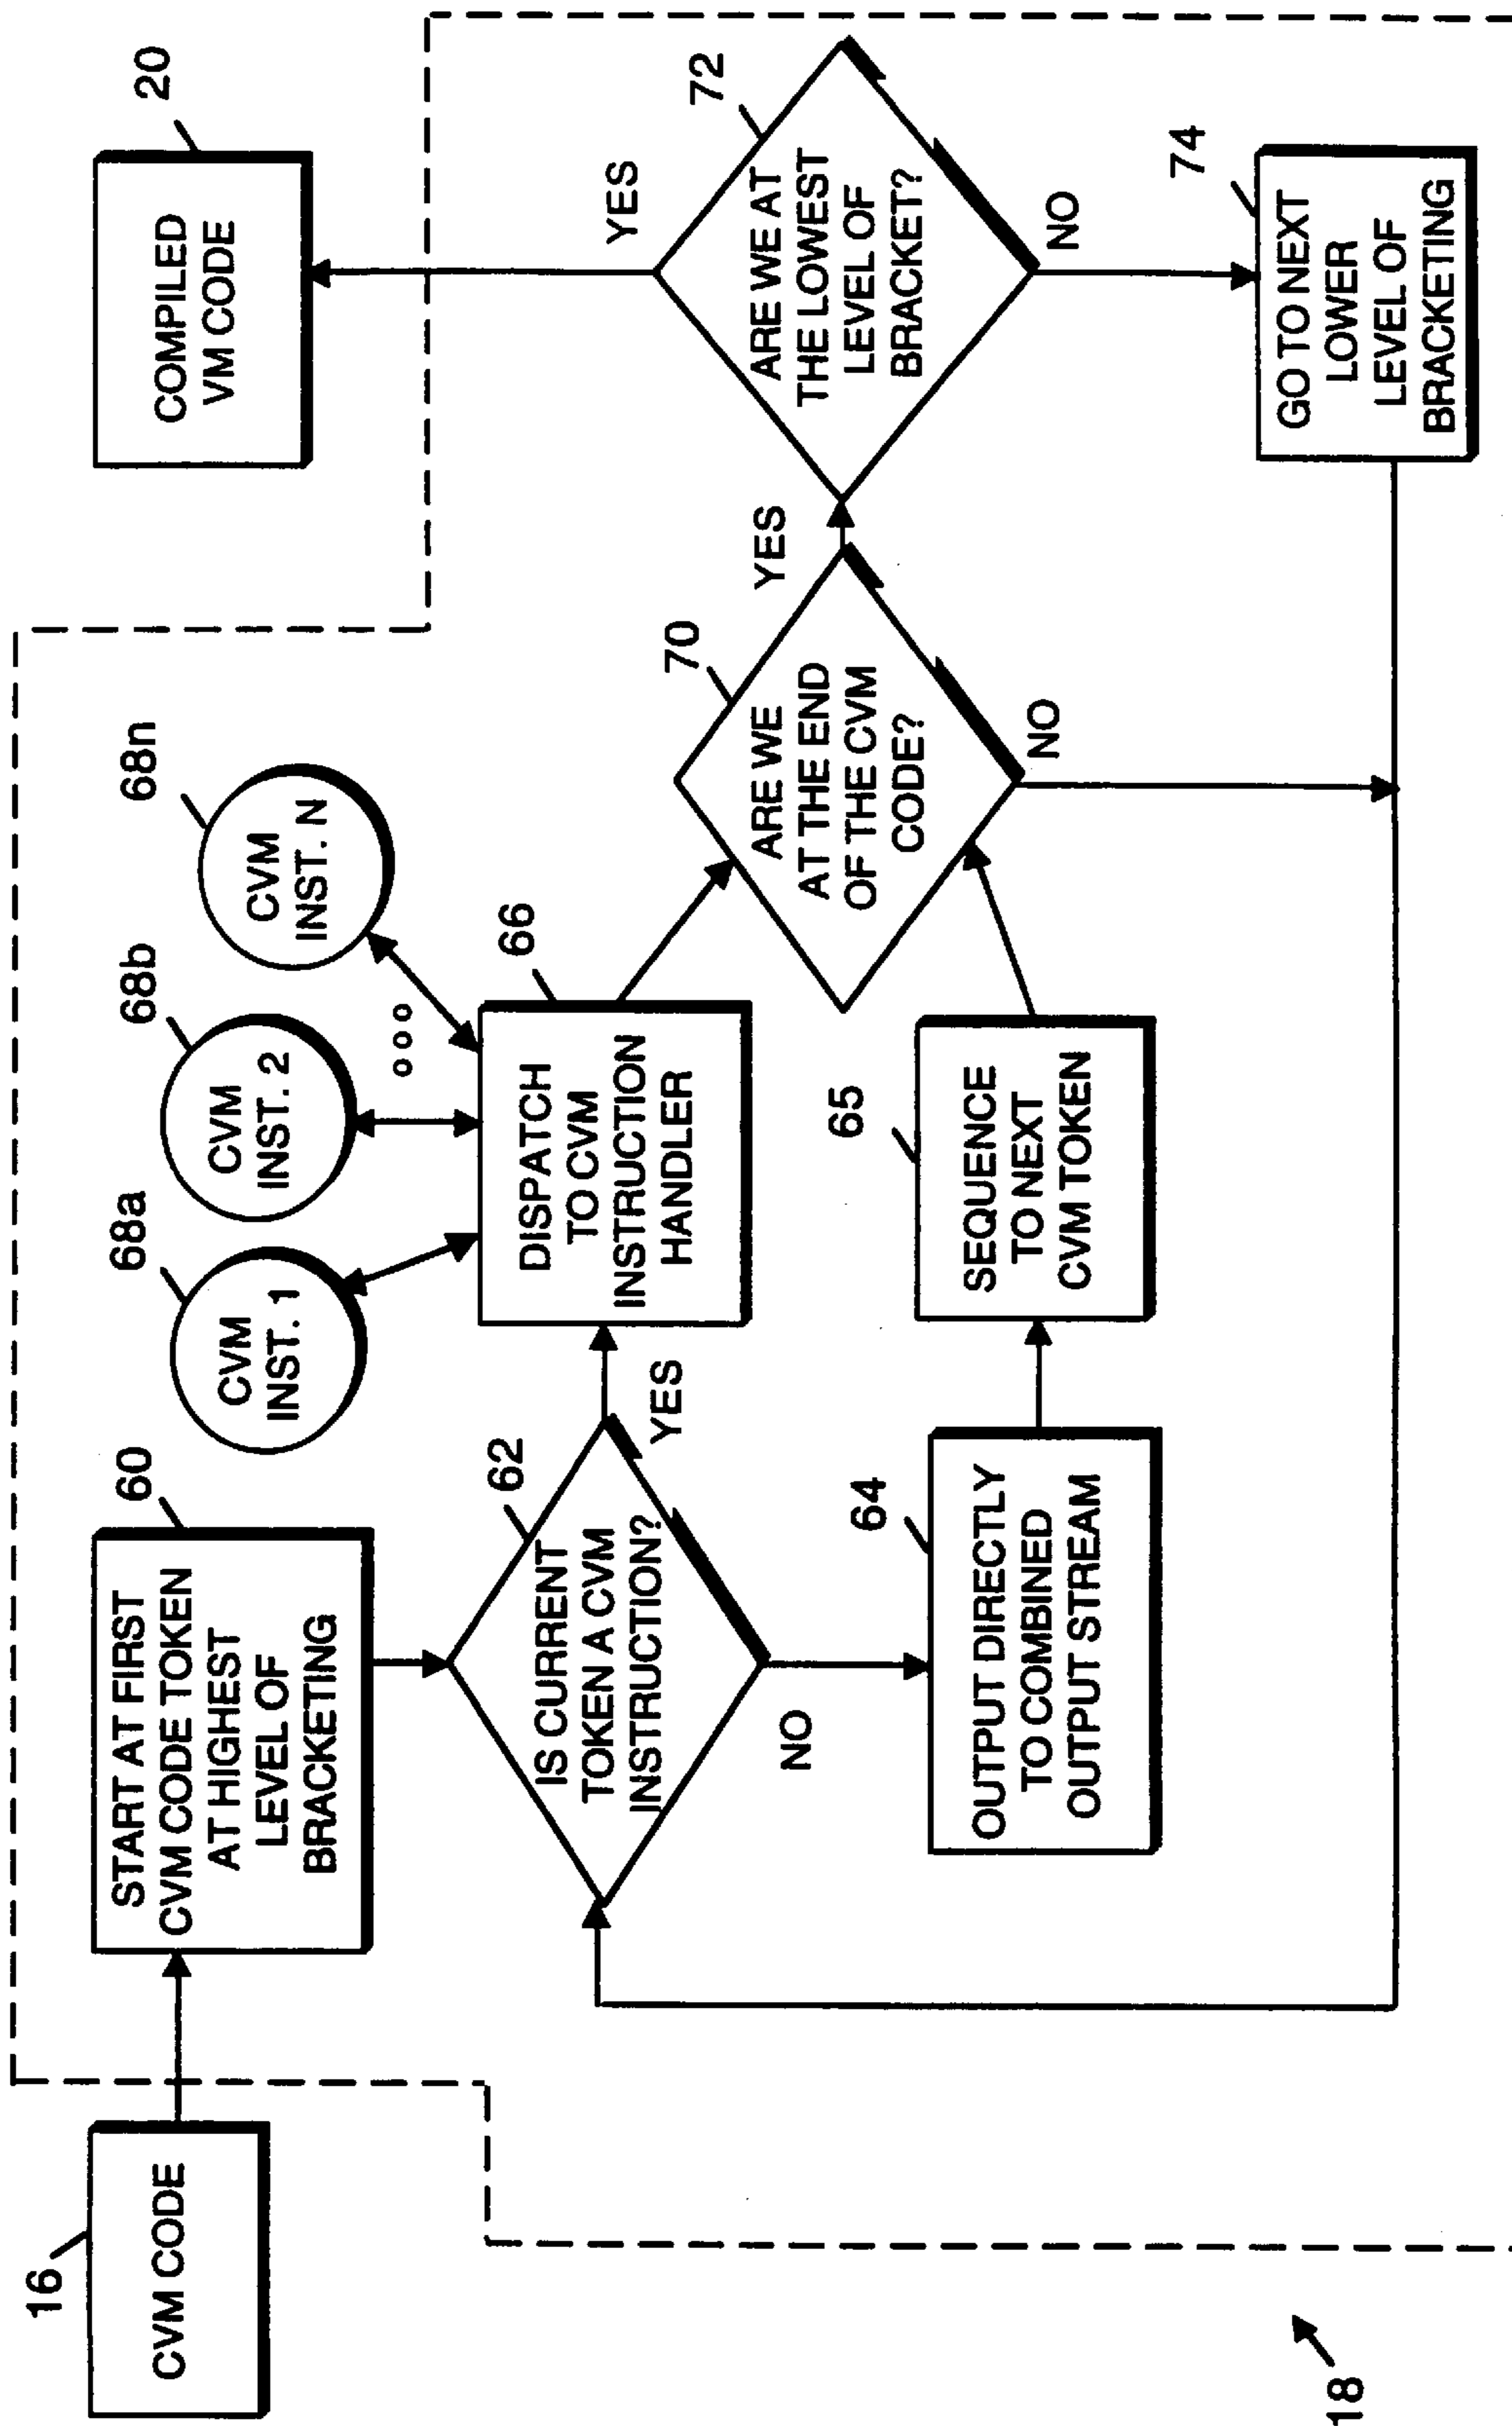 16
CVM CODE
60
START AT FIRST
CVM CODE TOKEN
AT HIGHEST
LEVEL OF
BRACKETING
68a
CVM
INST. 1
68b
CVM
INST. 2
68n
CVM
INST. N
ooo
20
COMPILED
VM CODE
62
IS CURRENT
TOKEN A CVM
INSTRUCTION?
YES
NO
66
DISPATCH
TO CVM
INSTRUCTION
HANDLER
64
OUTPUT DIRECTLY
TO COMBINED
OUTPUT STREAM
65
SEQUENCE
TO NEXT
CVM TOKEN
70
ARE WE
AT THE END
OF THE CVM
CODE?
YES
NO
72
ARE WE AT
THE LOWEST
LEVEL OF
BRACKET?
YES
NO
74
GO TO NEXT
LOWER
LEVEL OF
BRACKETING
18